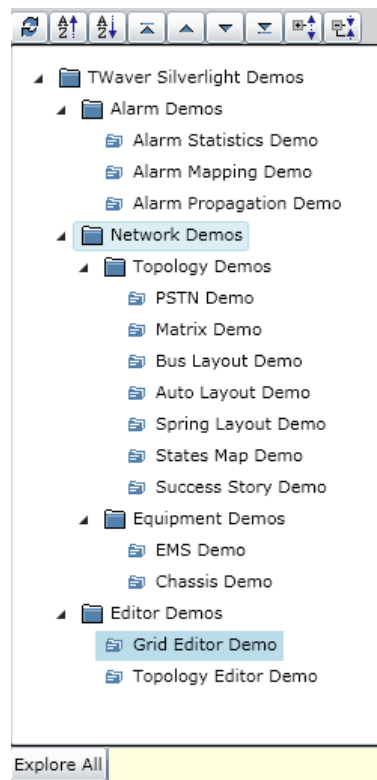 A Z
A Z
TWaver Silverlight Demos
Alarm Demos
Alarm Statistics Demo
Alarm Mapping Demo
Alarm Propagation Demo
Network Demos
Topology Demos
PSTN Demo
Matrix Demo
Bus Layout Demo
Auto Layout Demo
Spring Layout Demo
States Map Demo
Success Story Demo
Equipment Demos
EMS Demo
Chassis Demo
Editor Demos
Grid Editor Demo
Topology Editor Demo
Explore All